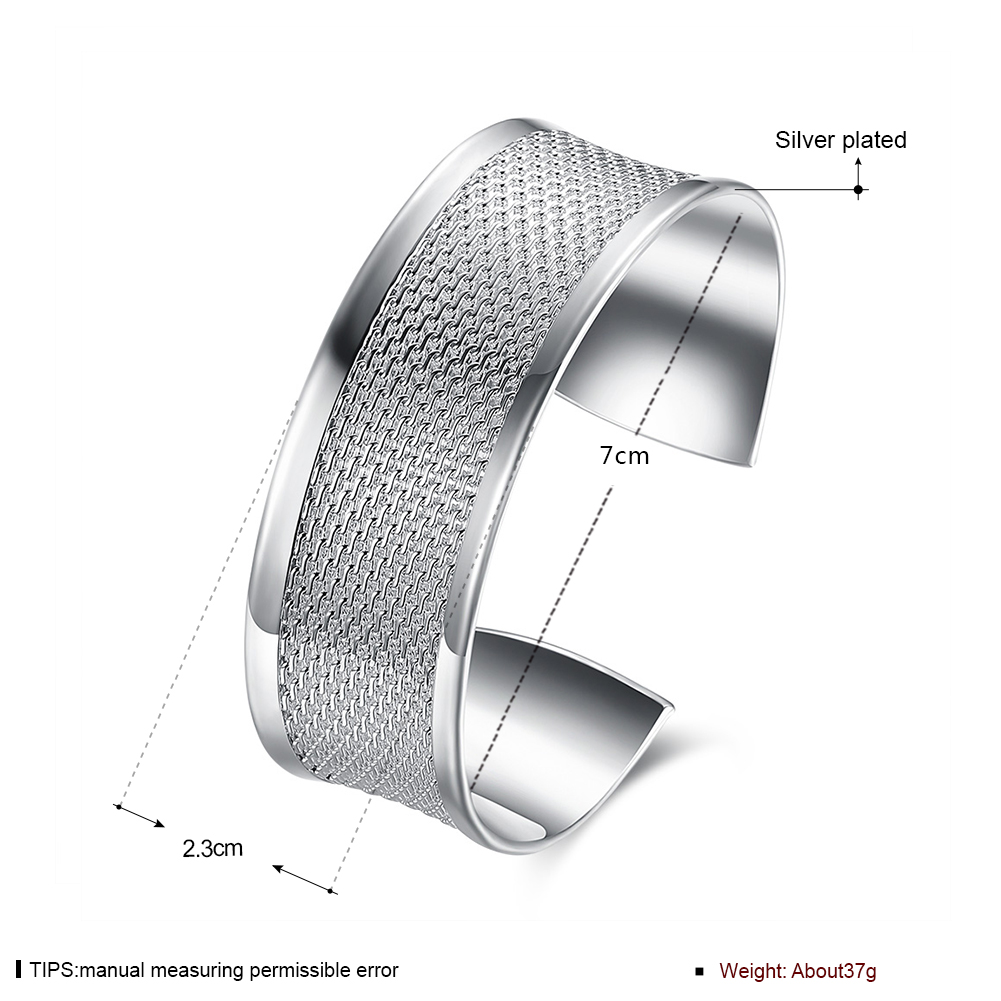 Silver plated
7cm
2.3cm
TIPS:manual measuring permissible error
Weight: About37g